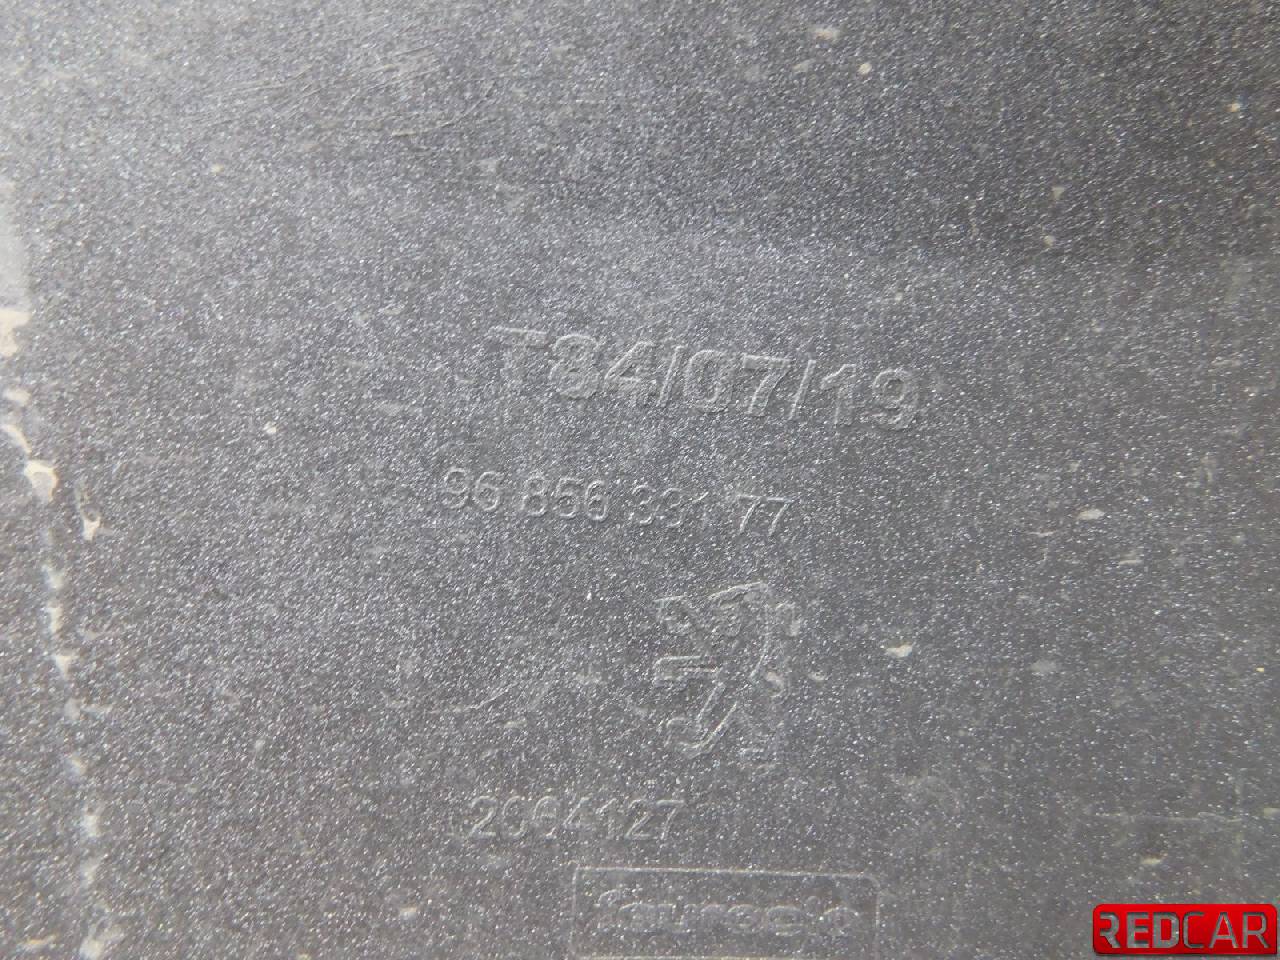 T84/07/19
96 856 331 77
2064127
faurecia
REDCAR